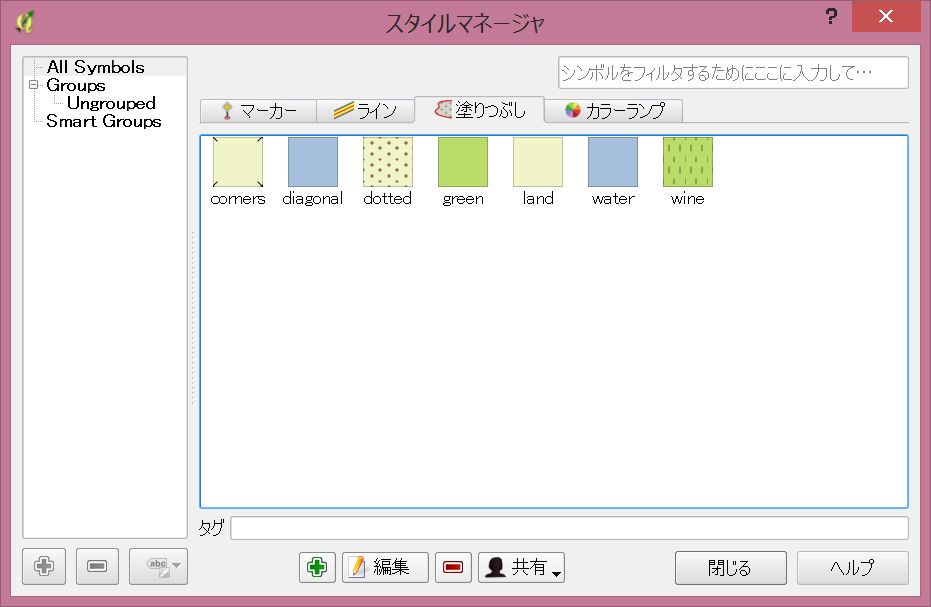 スタイルマネージャ
?
All Symbols
Groups
Ungrouped
Smart Groups
シンボルをフィルタするためにここに入力して…
マーカー ライン 塗りつぶし カラーランプ
corners diagonal dotted green land water wine
タグ
abc 編集 共有 閉じる ヘルプ